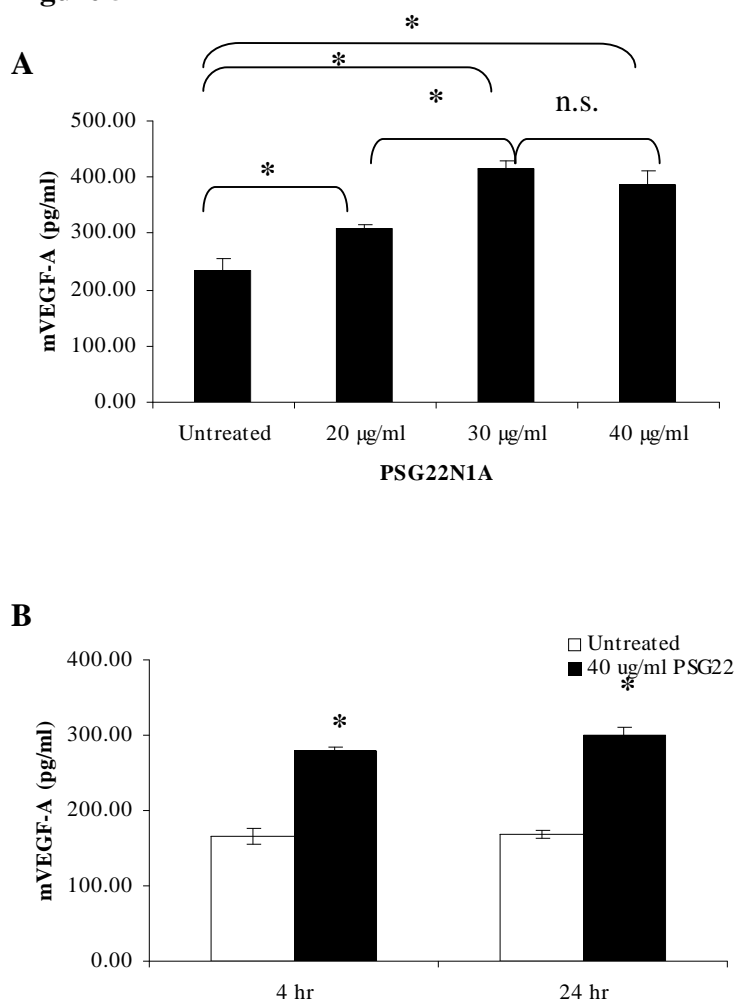 *
A
*
*
n.s.
*
500.00
400.00
300.00
200.00
100.00
0.00
mVEGF-A (pg/ml)
Untreated 20 µg/ml 30 µg/ml 40 µg/ml
PSG22N1A
B
Untreated
40 ug/ml PSG22
*
*
400.00
300.00
200.00
100.00
0.00
mVEGF-A (pg/ml)
4 hr 24 hr